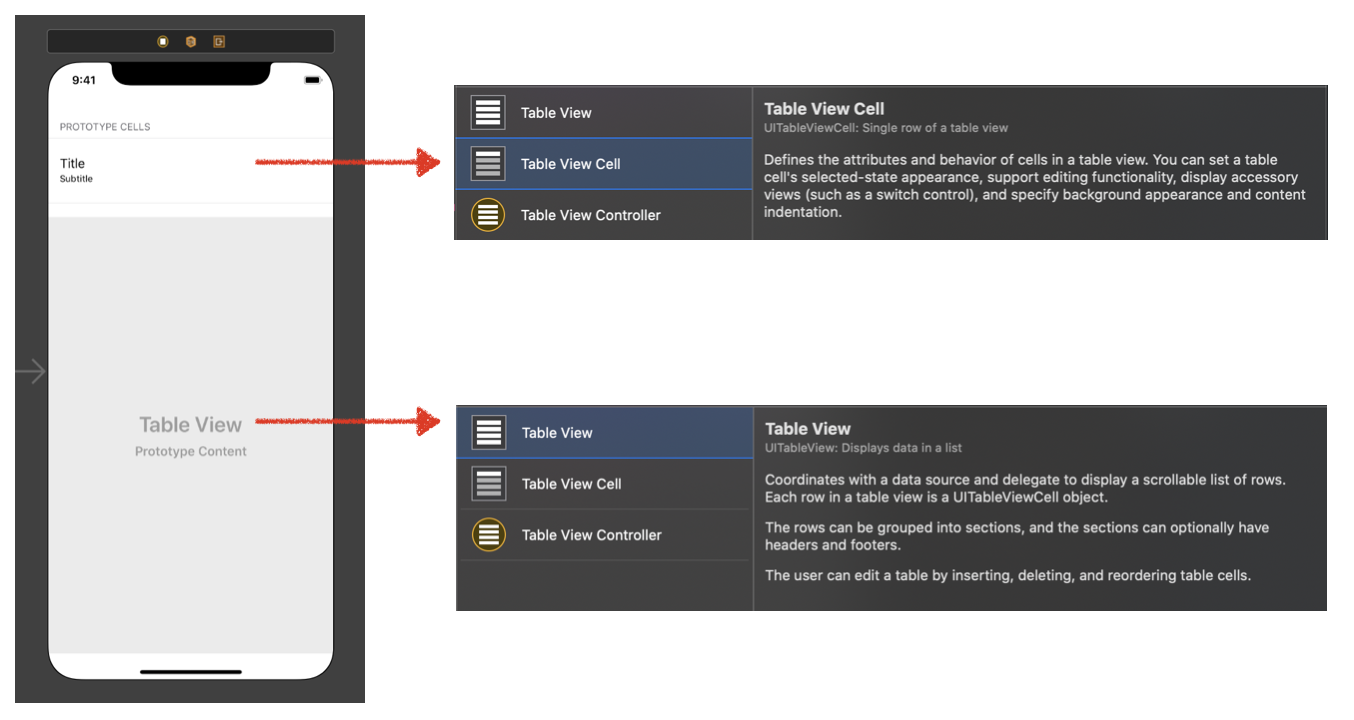 9:41
PROTOTYPE CELLS
Title
Subtitle
Table View
Prototype Content
Table View
Table View Cell
Table View Controller
Table View Cell
UITableViewCell: Single row of a table view
Defines the attributes and behavior of cells in a table view. You can set a table
cell's selected-state appearance, support editing functionality, display accessory
views (such as a switch control), and specify background appearance and content
indentation.
Table View
Table View Cell
Table View Controller
Table View
UITableView: Displays data in a list
Coordinates with a data source and delegate to display a scrollable list of rows.
Each row in a table view is a UITableViewCell object.
The rows can be grouped into sections, and the sections can optionally have
headers and footers.
The user can edit a table by inserting, deleting, and reordering table cells.